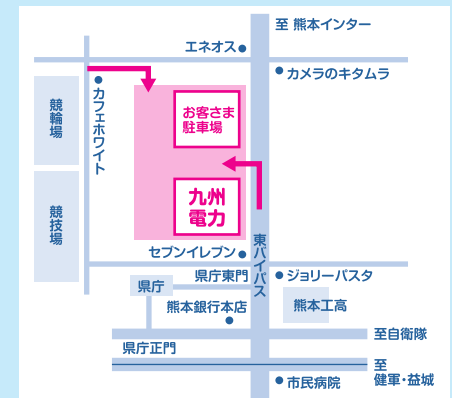 至 熊本インター
エネオス
カメラのキタムラ
カフェホワイト
競輪場
お客さま
駐車場
競技場
九州
電力
セブンイレブン
東バイパス
県庁東門
ジョリーパスタ
県庁
熊本工高
熊本銀行本店
至自衛隊
県庁正門
至
健軍・益城
市民病院